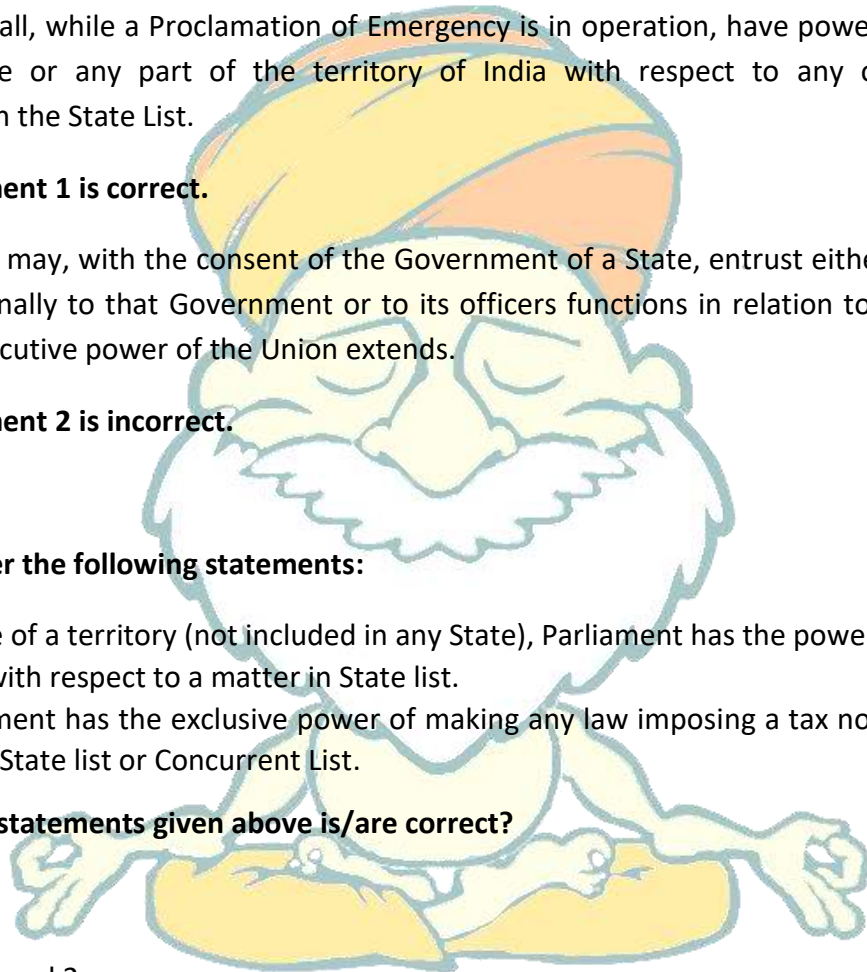 all, while a Proclamation of Emergency is in operation, have powe
e or any part of the territory of India with respect to any
the State List.
ent 1 is correct.
may, with the consent of the Government of a State, entrust eithe
nally to that Government or to its officers functions in relation to
cutive power of the Union extends.
ent 2 is incorrect.
er the following statements:
e of a territory (not included in any State), Parliament has the powe
with respect to a matter in State list.
ment has the exclusive power of making any law imposing a tax no
State list or Concurrent List.
statements given above is/are correct?